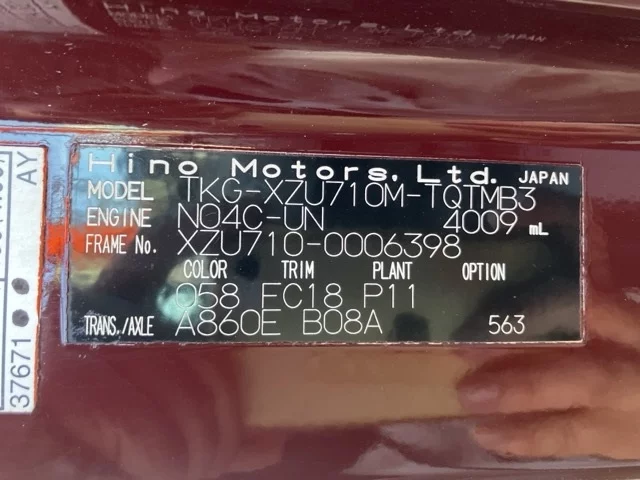 Hino Motors, Ltd. JAPAN
MODEL TKG-XZU710M-TQTMB3
ENGINE N04C-UN 4009 mL
FRAME No. XZU710-0006398
COLOR TRIM PLANT OPTION
058 FC18 P11
TRANS./AXLE A860E B08A 563
AY
37671